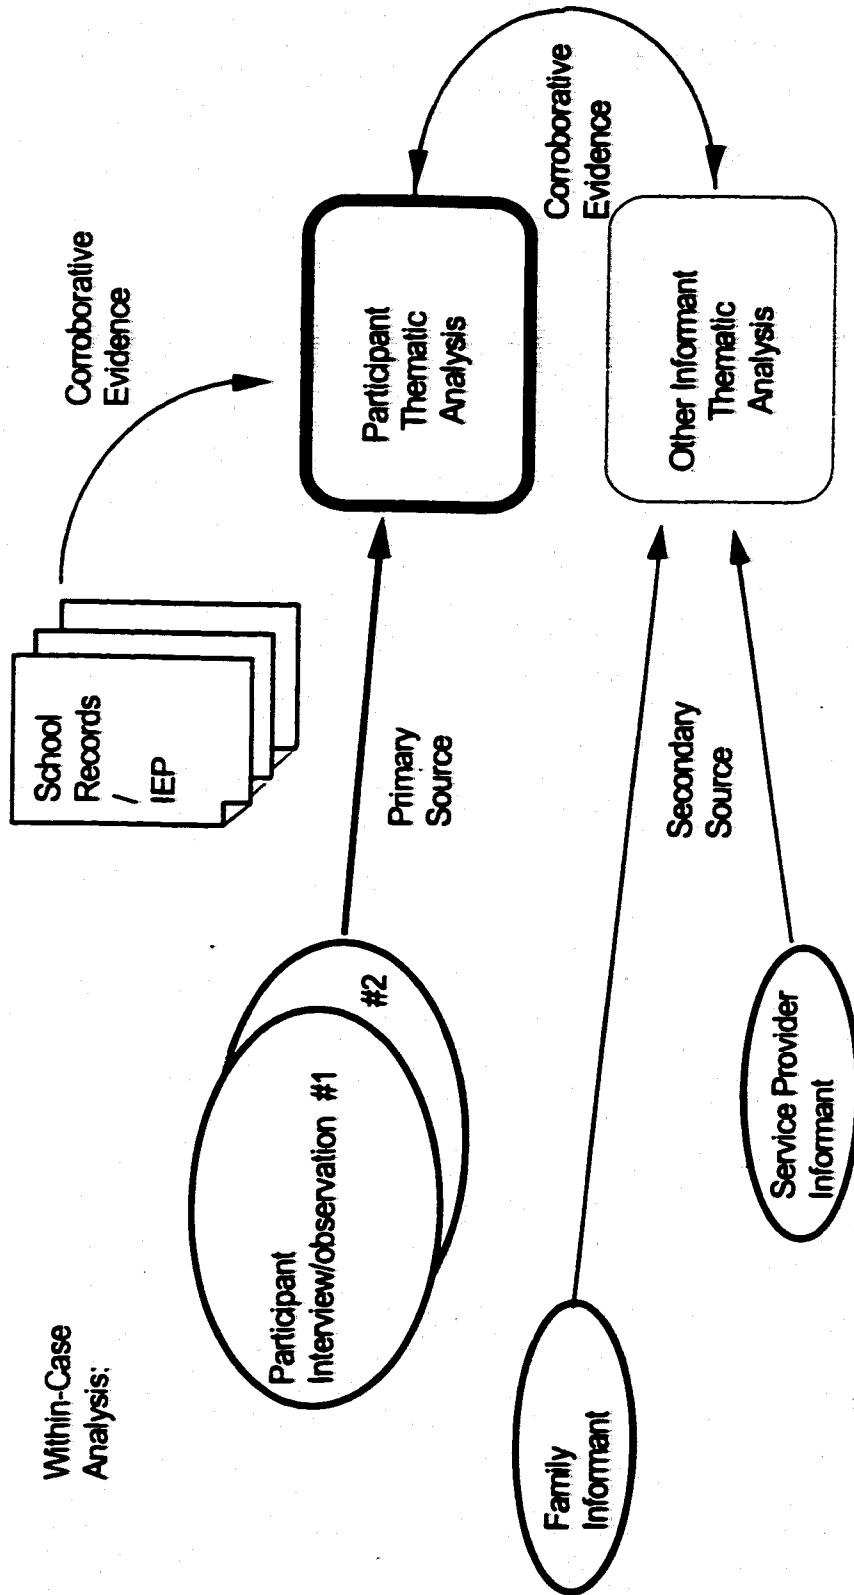 Within-Case
Analysis:
School
Records
/
IEP
Corroborative
Evidence
Participant
Interview/observation #1
#2
Primary
Source
Participant
Thematic
Analysis
Corroborative
Evidence
Family
Informant
Secondary
Source
Service Provider
Informant
Other Informant
Thematic
Analysis